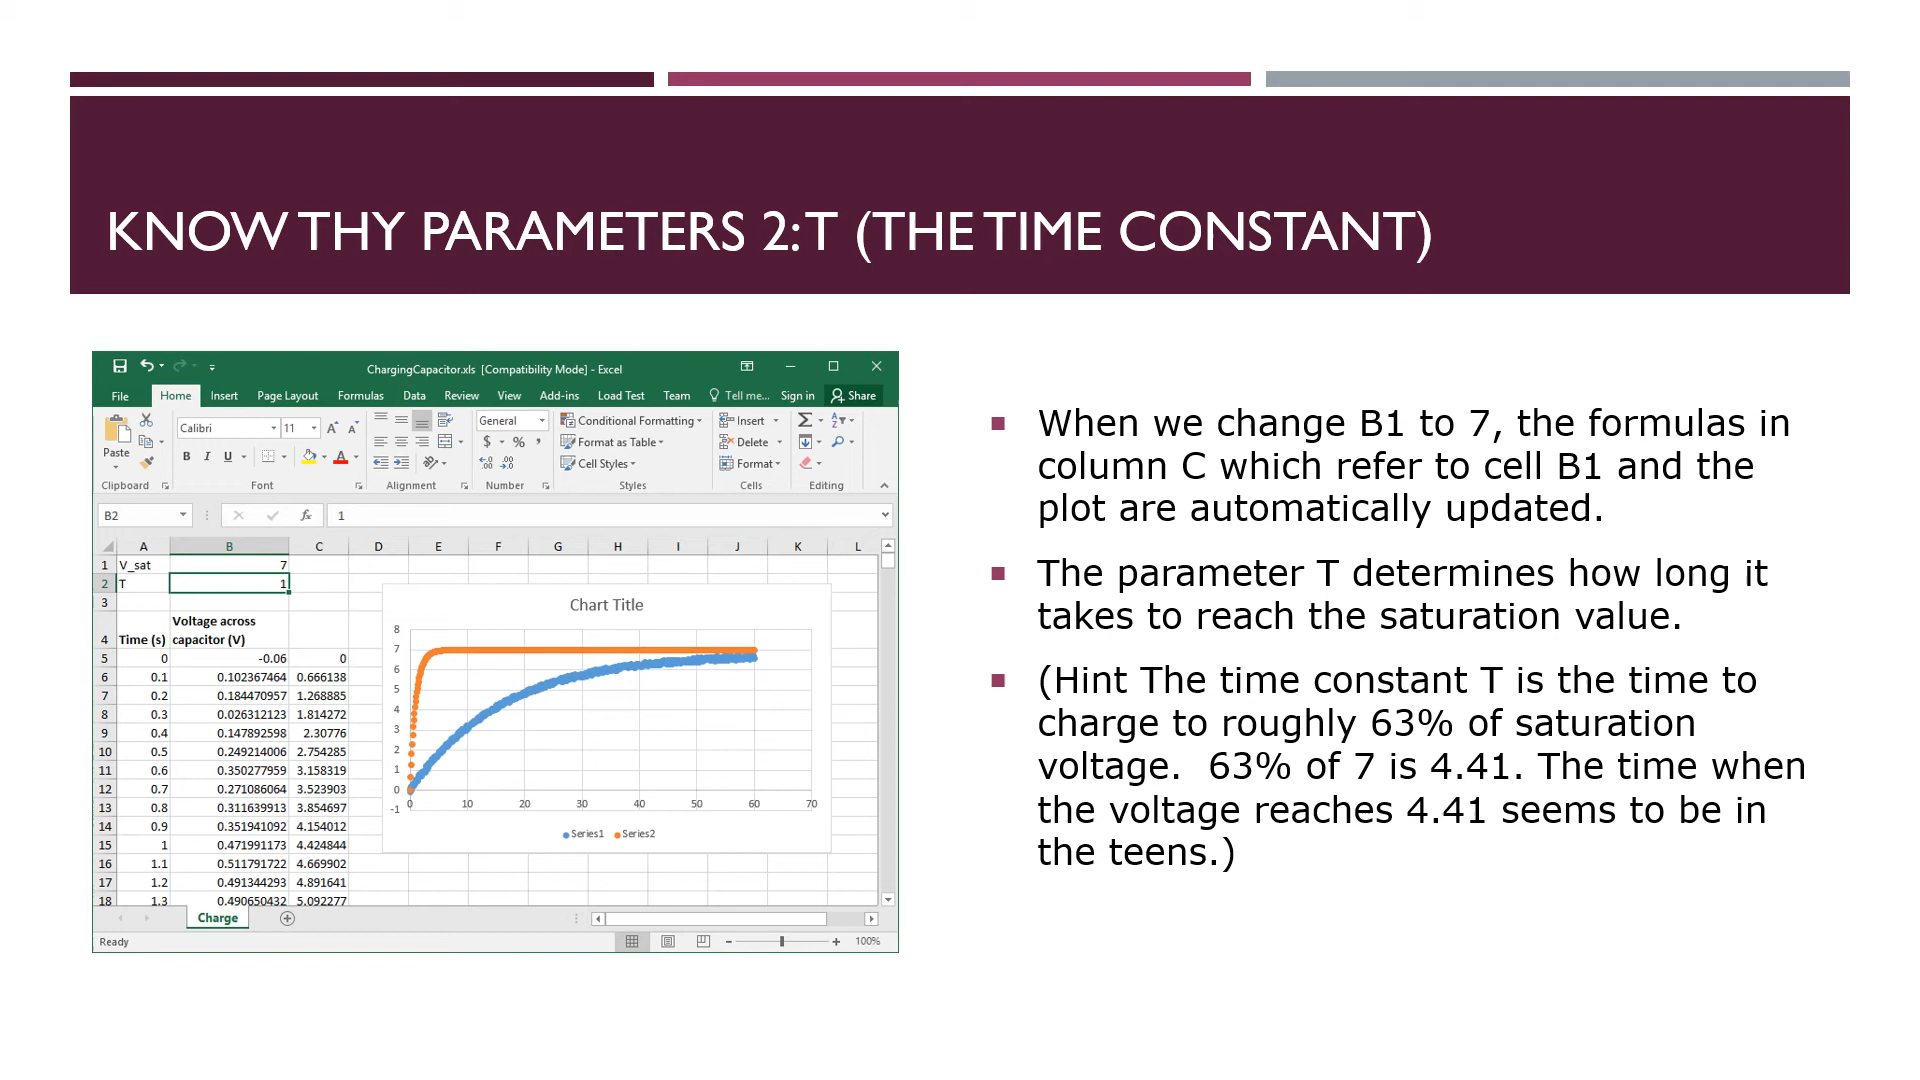 KNOW THY PARAMETERS 2: T (THE TIME CONSTANT)
ChargingCapacitor.xls [Compatibility Mode] - Excel
File Home Insert Page Layout Formulas Data Review View Add-ins Load Test Team Tell me... Sign in Share
Calibri 11 General Conditional Formatting Insert
Paste B I U A $ % , Format as Table Delete
Cell Styles Format
Clipboard Font Alignment Number Styles Cells Editing
B2 fx 1
A B C D E F G H I J K L
1 V_sat 7
2 T 1
3
Voltage across
4 Time (s) capacitor (V)
5 0 -0.06 0
6 0.1 0.102367464 0.666138
7 0.2 0.184470957 1.268885
8 0.3 0.026312123 1.814272
9 0.4 0.147892598 2.30776
10 0.5 0.249214006 2.754285
11 0.6 0.350277959 3.158319
12 0.7 0.271086064 3.523903
13 0.8 0.311639913 3.854697
14 0.9 0.351941092 4.154012
15 1 0.471991173 4.424844
16 1.1 0.511791722 4.669902
17 1.2 0.491344293 4.891641
18 1.3 0.490650432 5.092277
Chart Title
8
7
6
5
4
3
2
1
0
-1
0 10 20 30 40 50 60 70
Series1 Series2
Charge
Ready 100%
When we change B1 to 7, the formulas in
column C which refer to cell B1 and the
plot are automatically updated.
The parameter T determines how long it
takes to reach the saturation value.
(Hint The time constant T is the time to
charge to roughly 63% of saturation
voltage. 63% of 7 is 4.41. The time when
the voltage reaches 4.41 seems to be in
the teens.)